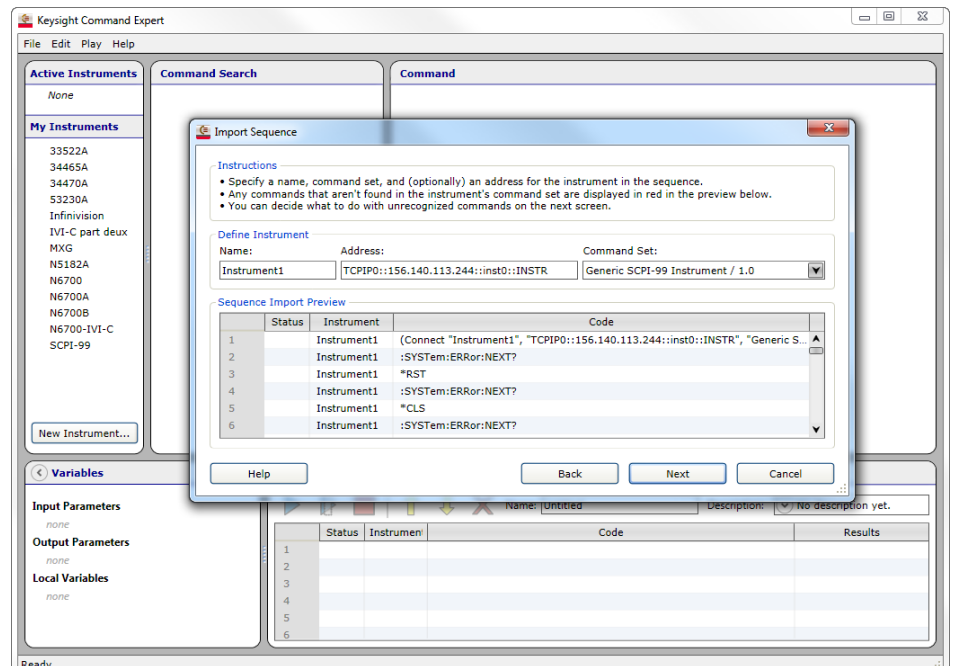 Keysight Command Expert
File Edit Play Help
Active Instruments
None
My Instruments
33522A
34465A
34470A
53230A
Infinivision
IVI-C part deux
MXG
N5182A
N6700
N6700A
N6700B
N6700-IVI-C
SCPI-99
New Instrument...
Command Search
Command
Import Sequence
Instructions
• Specify a name, command set, and (optionally) an address for the instrument in the sequence.
• Any commands that aren't found in the instrument's command set are displayed in red in the preview below.
• You can decide what to do with unrecognized commands on the next screen.
Define Instrument
Name: Address: Command Set:
Instrument1 TCPIP0::156.140.113.244::inst0::INSTR Generic SCPI-99 Instrument / 1.0
Sequence Import Preview
Status Instrument Code
1 Instrument1 (Connect "Instrument1", "TCPIP0::156.140.113.244::inst0::INSTR", "Generic S...
2 Instrument1 :SYSTem:ERRor:NEXT?
3 Instrument1 *RST
4 Instrument1 :SYSTem:ERRor:NEXT?
5 Instrument1 *CLS
6 Instrument1 :SYSTem:ERRor:NEXT?
Help Back Next Cancel
Variables
Input Parameters
none
Output Parameters
none
Local Variables
none
Name: Untitled Description: No description yet.
Status Instrument Code Results
1
2
3
4
5
6
Ready